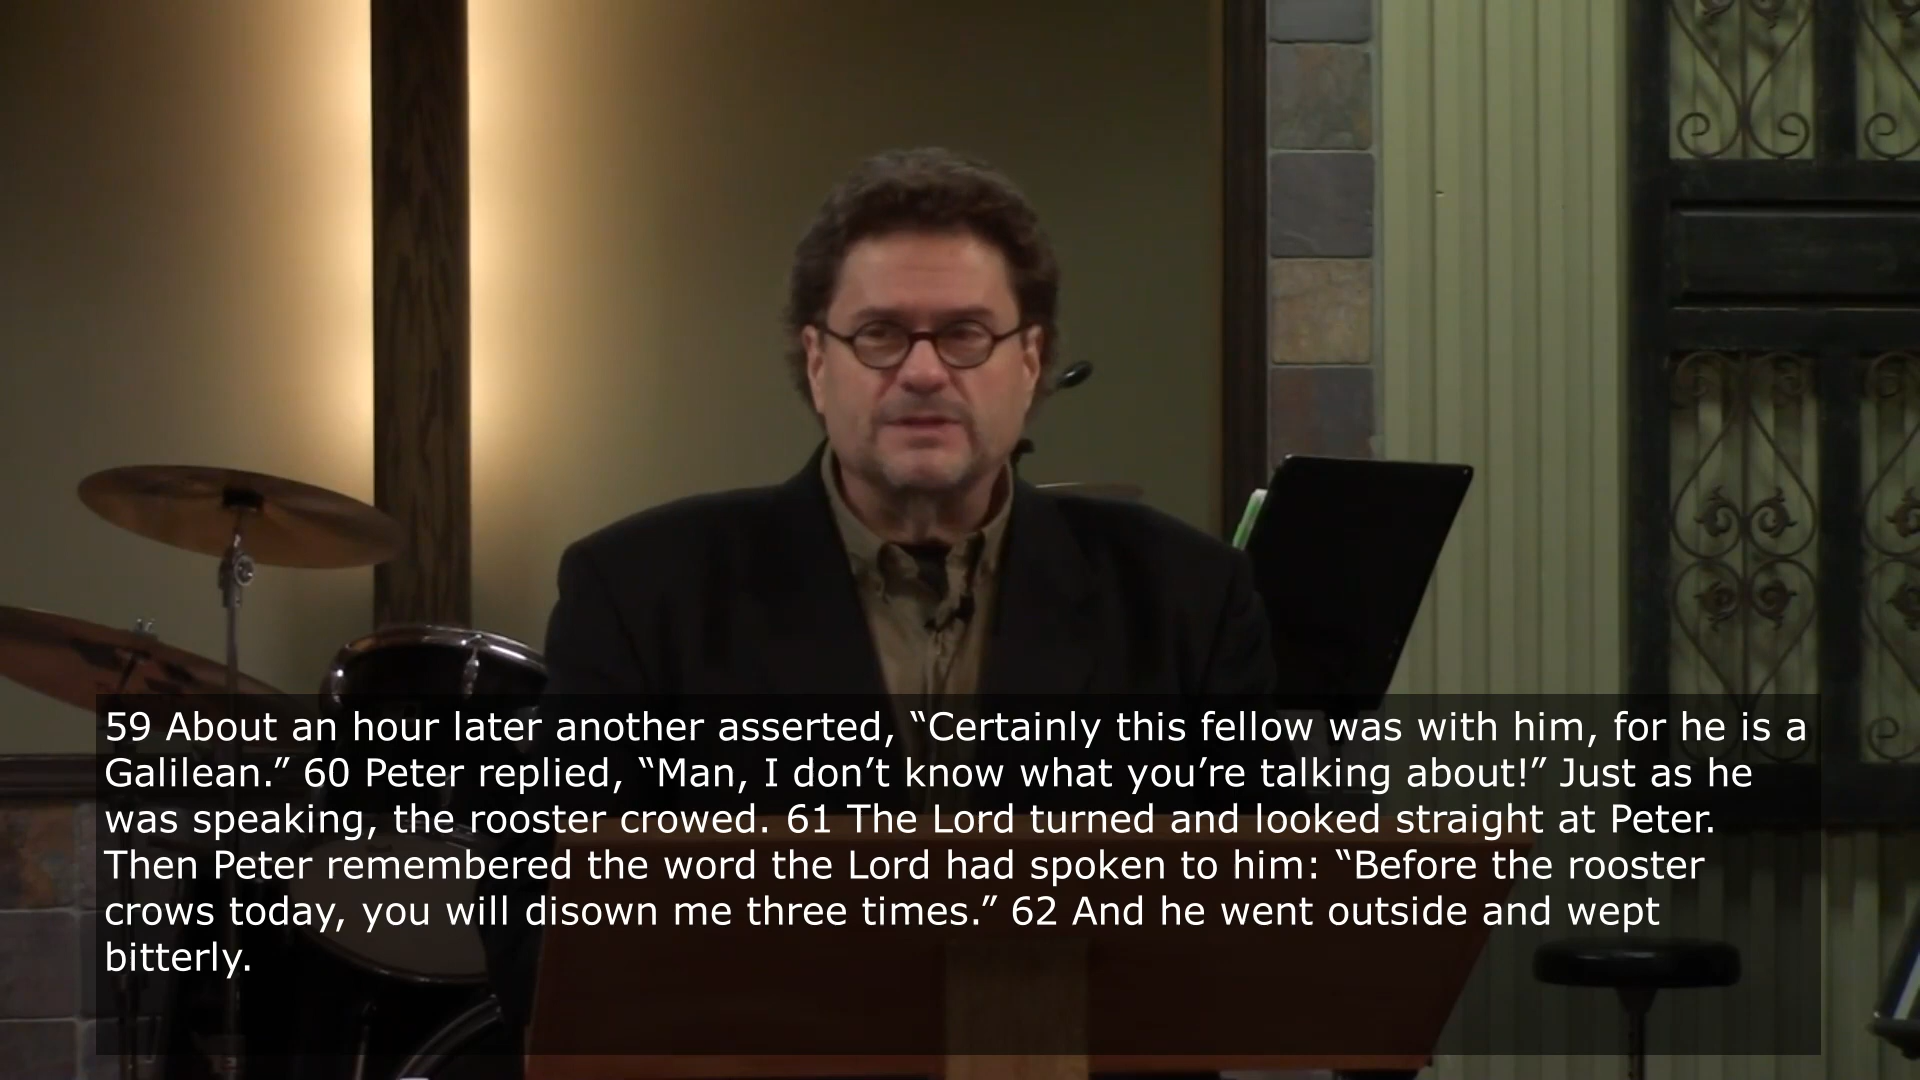 59 About an hour later another asserted, “Certainly this fellow was with him, for he is a
Galilean.” 60 Peter replied, “Man, I don’t know what you’re talking about!” Just as he
was speaking, the rooster crowed. 61 The Lord turned and looked straight at Peter.
Then Peter remembered the word the Lord had spoken to him: “Before the rooster
crows today, you will disown me three times.” 62 And he went outside and wept
bitterly.